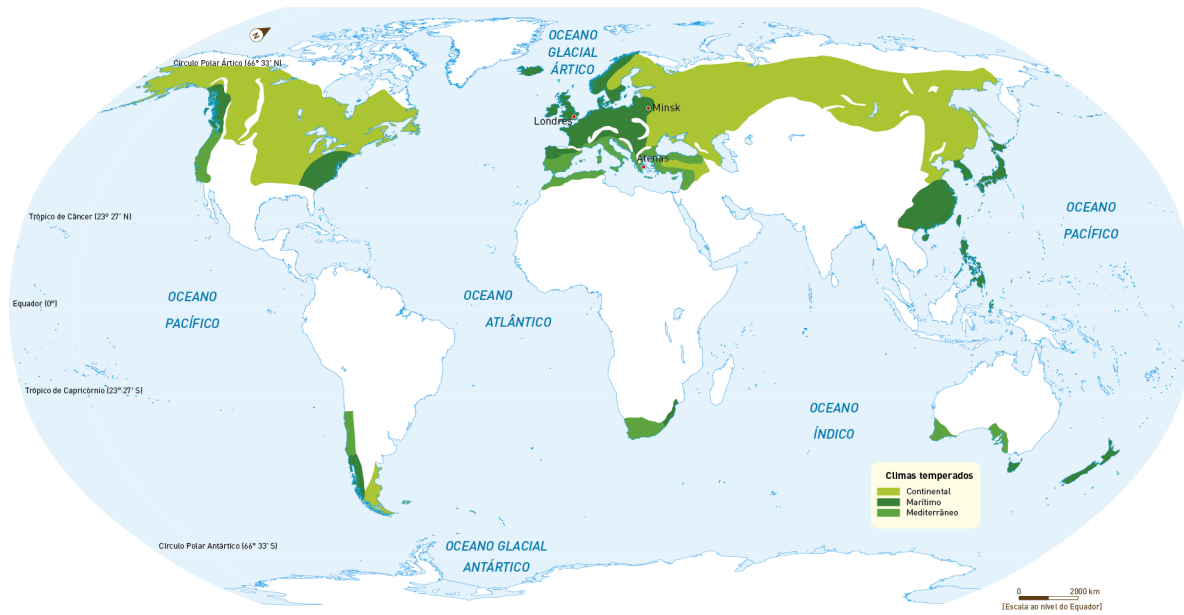 N
OCEANO
GLACIAL
ÁRTICO
Círculo Polar Ártico (66° 33' N)
Minsk
Londres
Atenas
Trópico de Câncer (23° 27' N)
OCEANO
PACÍFICO
Equador (0°)
OCEANO
PACÍFICO
OCEANO
ATLÂNTICO
Trópico de Capricórnio (23° 27' S)
OCEANO
ÍNDICO
Climas temperados
Continental
Marítimo
Mediterrâneo
Círculo Polar Antártico (66° 33' S)
OCEANO GLACIAL
ANTÁRTICO
0 2000 km
[Escala ao nível do Equador]